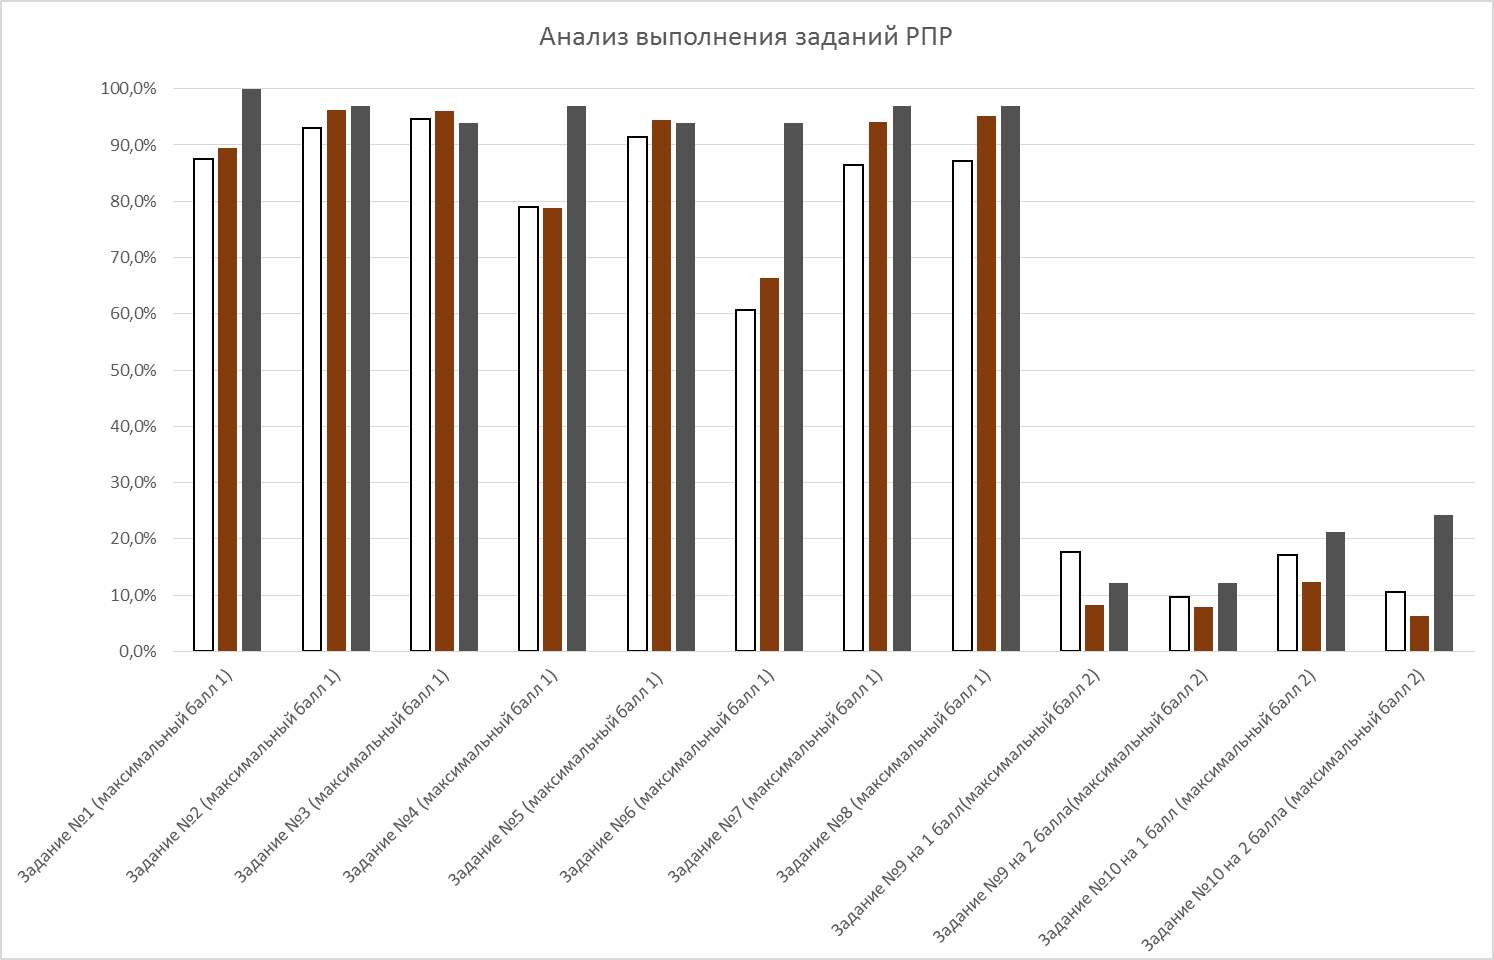 Анализ выполнения заданий РПР
100,0%
90,0%
80,0%
70,0%
60,0%
50,0%
40,0%
30,0%
20,0%
10,0%
0,0%
Задание №1 (максимальный балл 1)
Задание №2 (максимальный балл 1)
Задание №3 (максимальный балл 1)
Задание №4 (максимальный балл 1)
Задание №5 (максимальный балл 1)
Задание №6 (максимальный балл 1)
Задание №7 (максимальный балл 1)
Задание №8 (максимальный балл 1)
Задание №9 на 1 балл(максимальный балл 2)
Задание №9 на 2 балла(максимальный балл 2)
Задание №10 на 1 балл (максимальный балл 2)
Задание №10 на 2 балла (максимальный балл 2)